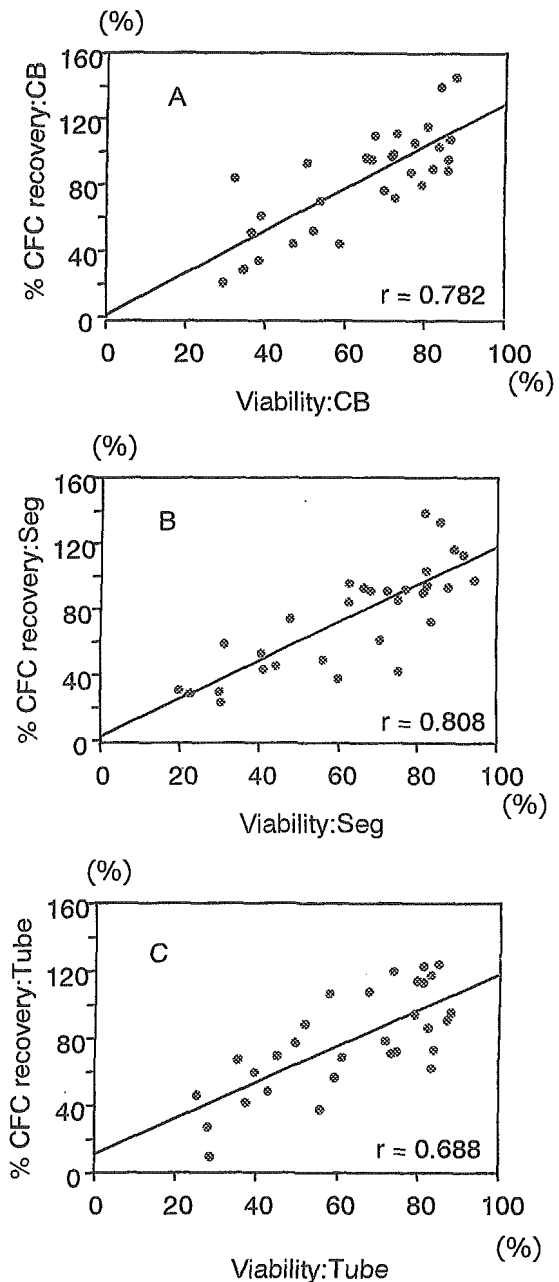 (%)
160
120
80
40
0
% CFC recovery:CB
A
r = 0.782
0 20 40 60 80 100
(%)
Viability:CB
(%)
160
120
80
40
0
% CFC recovery:Seg
B
r = 0.808
0 20 40 60 80 100
(%)
Viability:Seg
(%)
160
120
80
40
0
% CFC recovery:Tube
C
r = 0.688
0 20 40 60 80 100
(%)
Viability:Tube